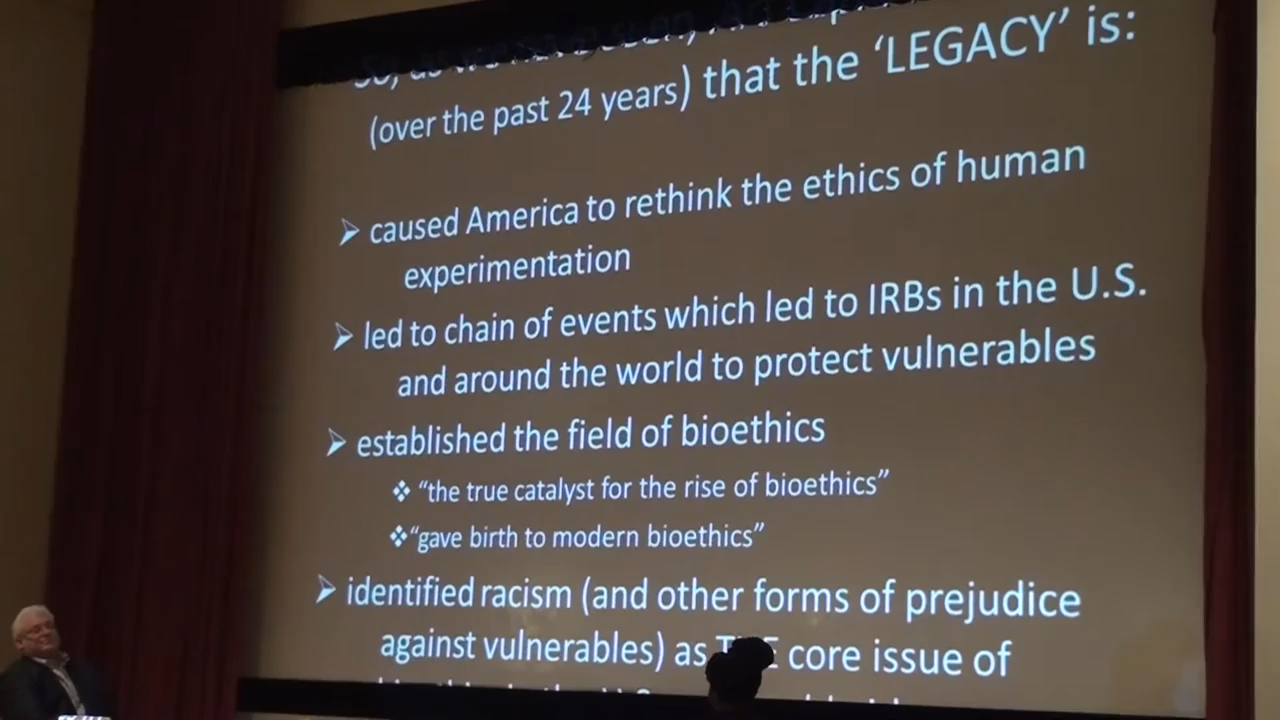 (over the past 24 years) that the ‘LEGACY’ is:
➢ caused America to rethink the ethics of human
experimentation
➢ led to chain of events which led to IRBs in the U.S.
and around the world to protect vulnerables
➢ established the field of bioethics
❖ “the true catalyst for the rise of bioethics”
❖“gave birth to modern bioethics”
➢ identified racism (and other forms of prejudice
against vulnerables) as THE core issue of